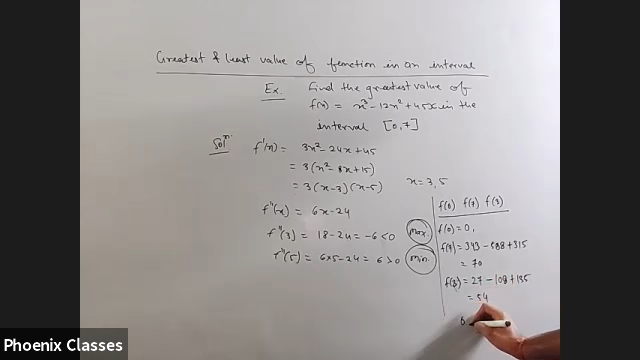 Greatest & least value of function in an interval
Ex. Find the greatest value of
f(x) = x³-12x²+45x in the
interval [0,7]
Solⁿ. f'(x) = 3x²-24x+45
= 3(x²-8x+15)
= 3(x-3)(x-5) x=3,5
f''(x) = 6x-24
f''(3) = 18-24 = -6<0 max.
f''(5) = 6x5-24 = 6>0 min.
f(0) f(7) f(3)
f(0)=0,
f(7)=343-588+315
= 70
f(3)=27-108+135
= 54
Phoenix Classes